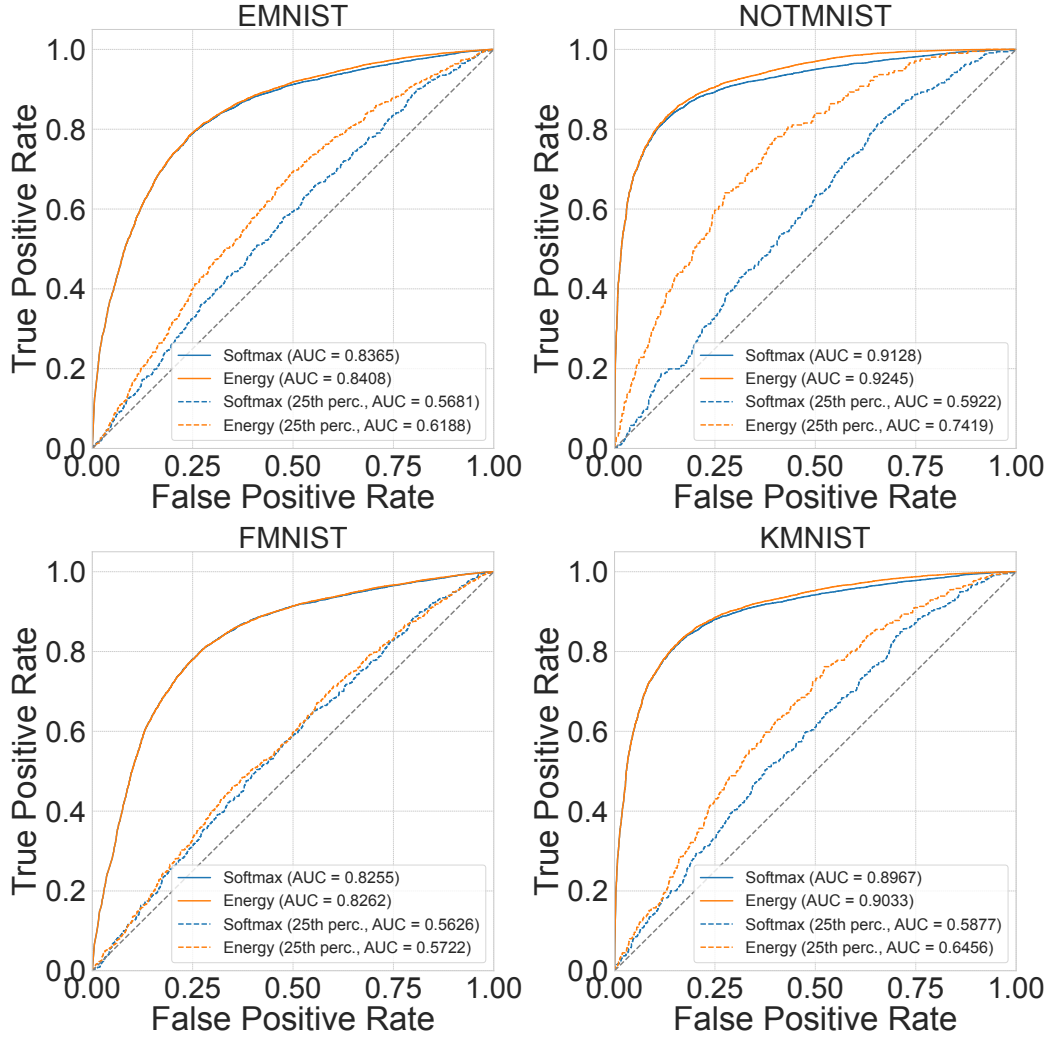 EMNIST
True Positive Rate
1.0
0.8
0.6
0.4
0.2
0.0
Softmax (AUC = 0.8365)
Energy (AUC = 0.8408)
Softmax (25th perc., AUC = 0.5681)
Energy (25th perc., AUC = 0.6188)
0.00 0.25 0.50 0.75 1.00
False Positive Rate
NOTMNIST
True Positive Rate
1.0
0.8
0.6
0.4
0.2
0.0
Softmax (AUC = 0.9128)
Energy (AUC = 0.9245)
Softmax (25th perc., AUC = 0.5922)
Energy (25th perc., AUC = 0.7419)
0.00 0.25 0.50 0.75 1.00
False Positive Rate
FMNIST
True Positive Rate
1.0
0.8
0.6
0.4
0.2
0.0
Softmax (AUC = 0.8255)
Energy (AUC = 0.8262)
Softmax (25th perc., AUC = 0.5626)
Energy (25th perc., AUC = 0.5722)
0.00 0.25 0.50 0.75 1.00
False Positive Rate
KMNIST
True Positive Rate
1.0
0.8
0.6
0.4
0.2
0.0
Softmax (AUC = 0.8967)
Energy (AUC = 0.9033)
Softmax (25th perc., AUC = 0.5877)
Energy (25th perc., AUC = 0.6456)
0.00 0.25 0.50 0.75 1.00
False Positive Rate